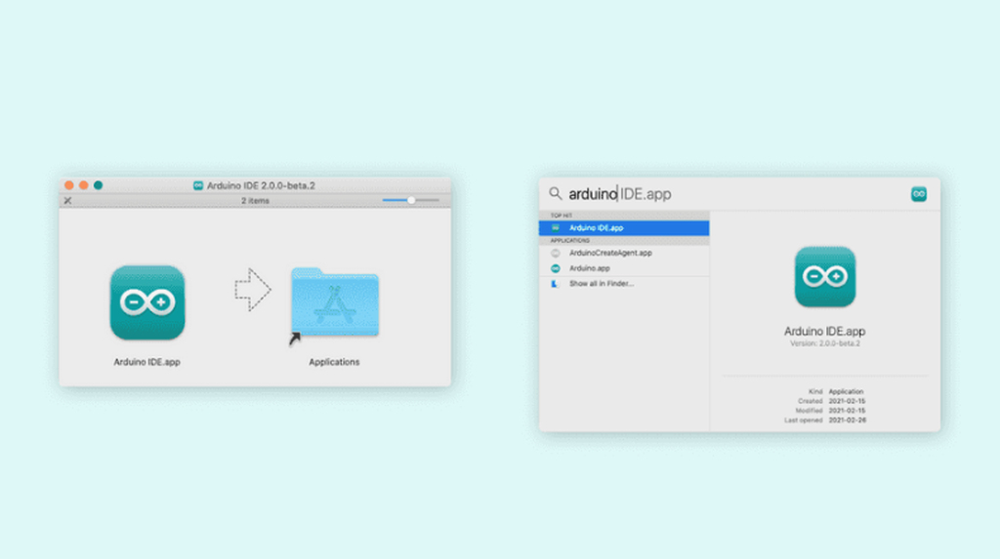 Arduino IDE 2.0.0-beta.2
2 items
Arduino IDE.app
Applications
arduino IDE.app
TOP HIT
Arduino IDE.app
APPLICATIONS
ArduinoCreateAgent.app
Arduino.app
Show all in Finder...
Arduino IDE.app
Version: 2.0.0-beta.2
Kind Application
Created 2021-02-15
Modified 2021-02-15
Last opened 2021-02-26